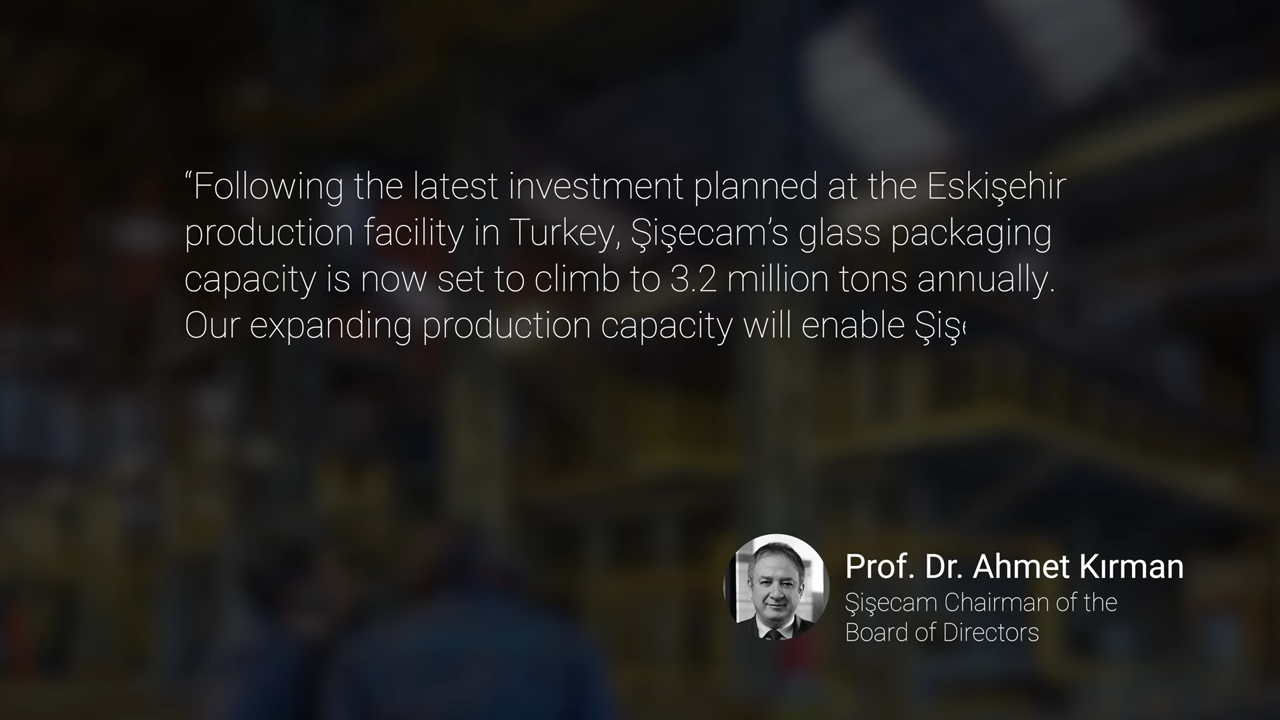 “Following the latest investment planned at the Eskişehir
production facility in Turkey, Şişecam’s glass packaging
capacity is now set to climb to 3.2 million tons annually.
Our expanding production capacity will enable
Prof. Dr. Ahmet Kırman
Şişecam Chairman of the
Board of Directors